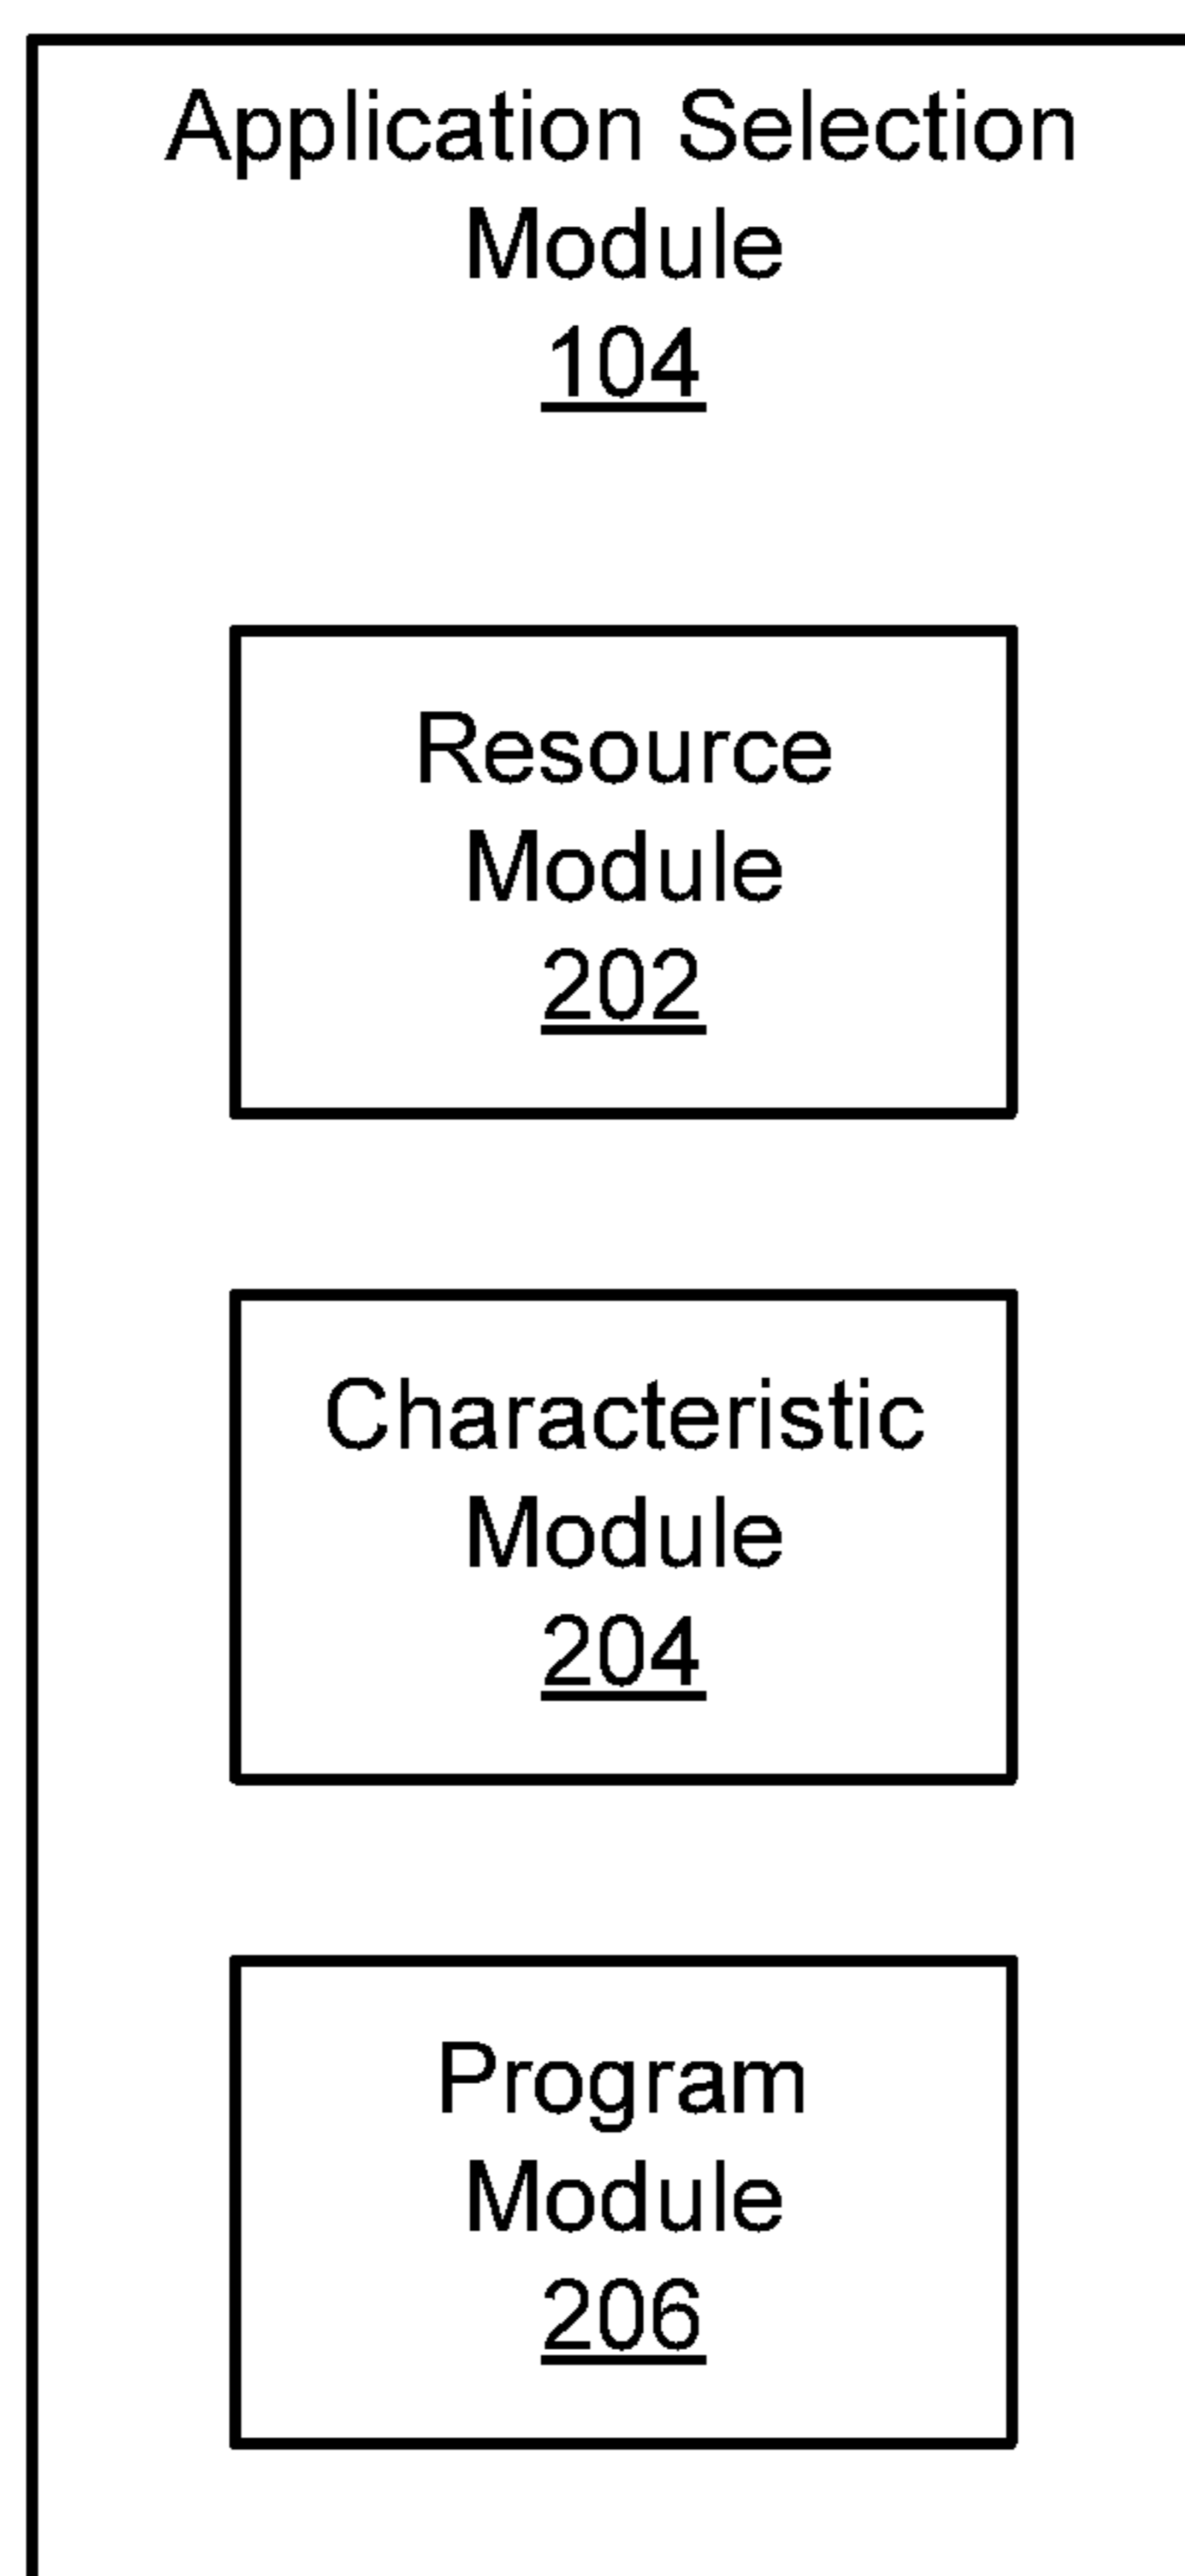 Application Selection
Module
104
Resource
Module
202
Characteristic
Module
204
Program
Module
206